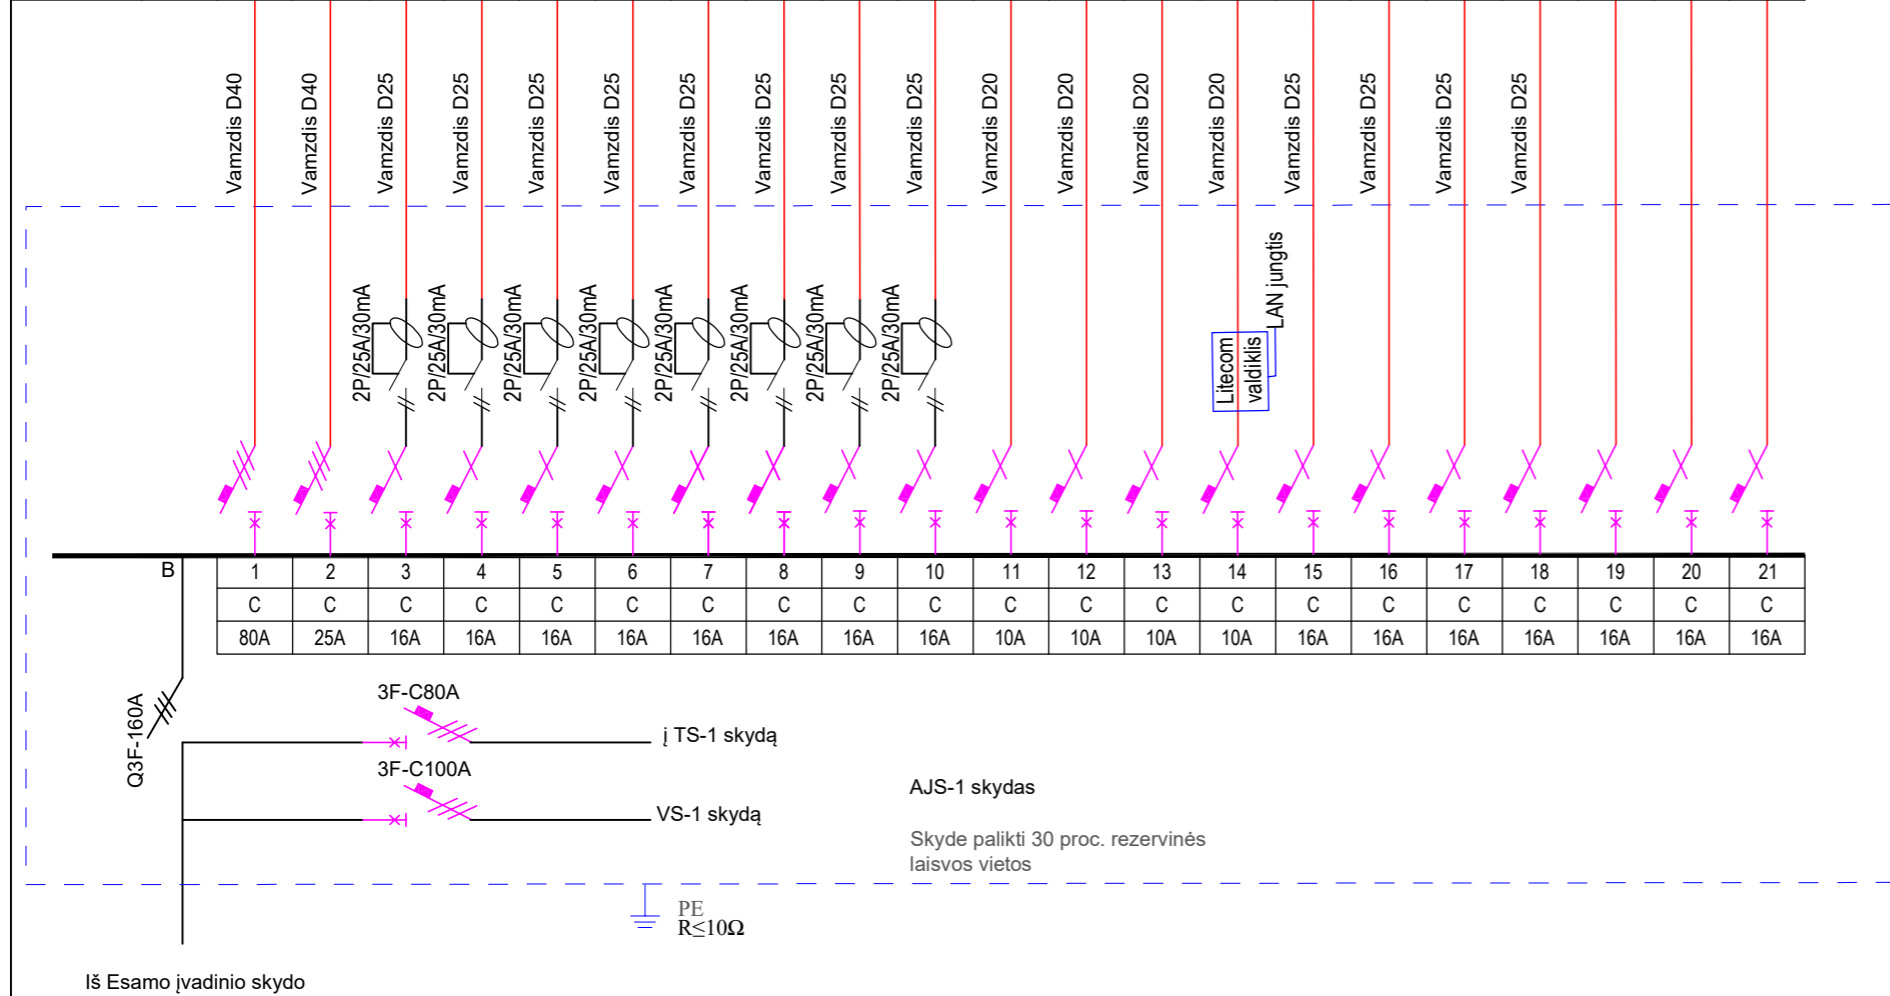 Vamzdis D40 Vamzdis D40 Vamzdis D25 Vamzdis D25 Vamzdis D25 Vamzdis D25 Vamzdis D25 Vamzdis D25 Vamzdis D25 Vamzdis D25 Vamzdis D20 Vamzdis D20 Vamzdis D20 Vamzdis D20 Vamzdis D25 Vamzdis D25 Vamzdis D25 Vamzdis D25
2P/25A/30mA 2P/25A/30mA 2P/25A/30mA 2P/25A/30mA 2P/25A/30mA 2P/25A/30mA 2P/25A/30mA 2P/25A/30mA
Litecom
valdiklis
LAN jungtis
B 1 2 3 4 5 6 7 8 9 10 11 12 13 14 15 16 17 18 19 20 21
C C C C C C C C C C C C C C C C C C C C C
80A 25A 16A 16A 16A 16A 16A 16A 16A 16A 10A 10A 10A 10A 16A 16A 16A 16A 16A 16A 16A
Q3F-160A
3F-C80A
į TS-1 skydą
3F-C100A
VS-1 skydą
AJS-1 skydas
Skyde palikti 30 proc. rezervinės
laisvos vietos
PE
R≤10Ω
Iš Esamo įvadinio skydo